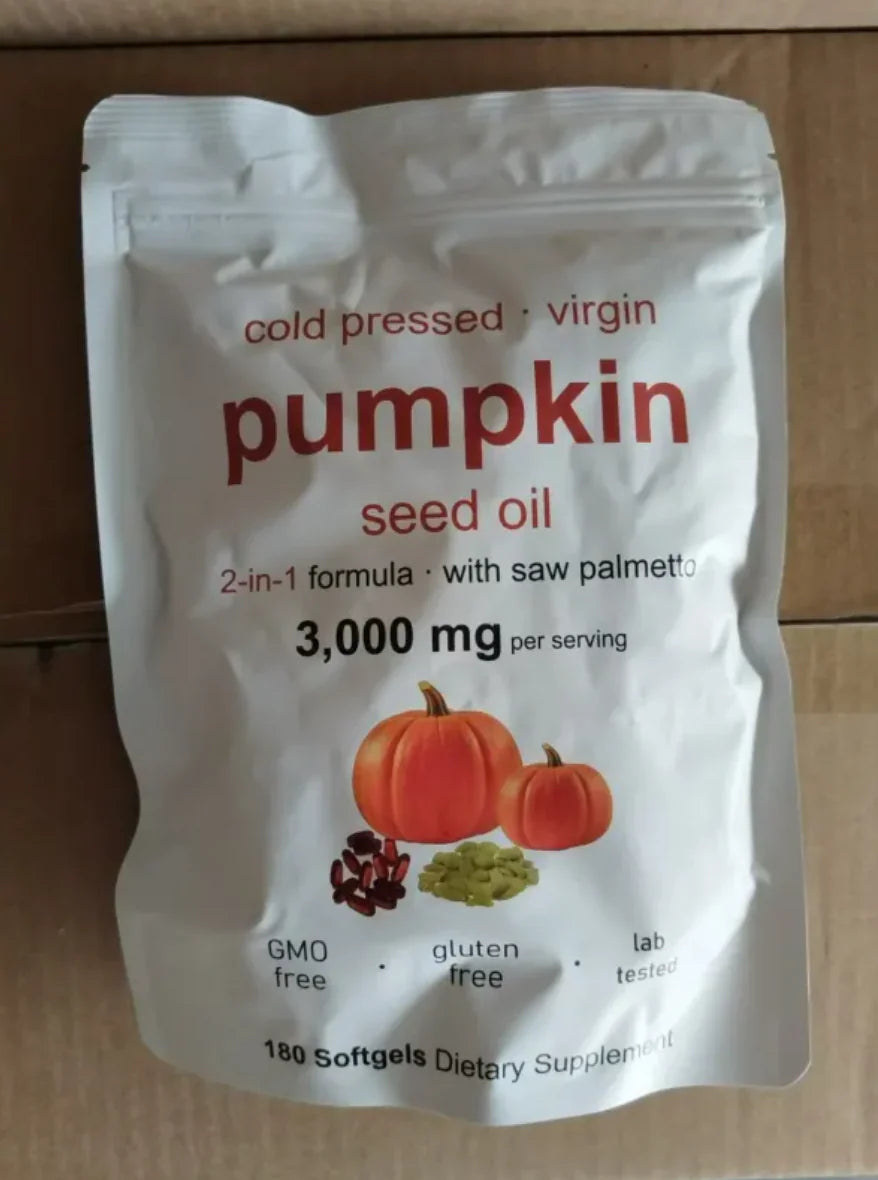 cold pressed · virgin
pumpkin
seed oil
2-in-1 formula · with saw palmetto
3,000 mg per serving
GMO free · gluten free · lab tested
180 Softgels Dietary Supplement